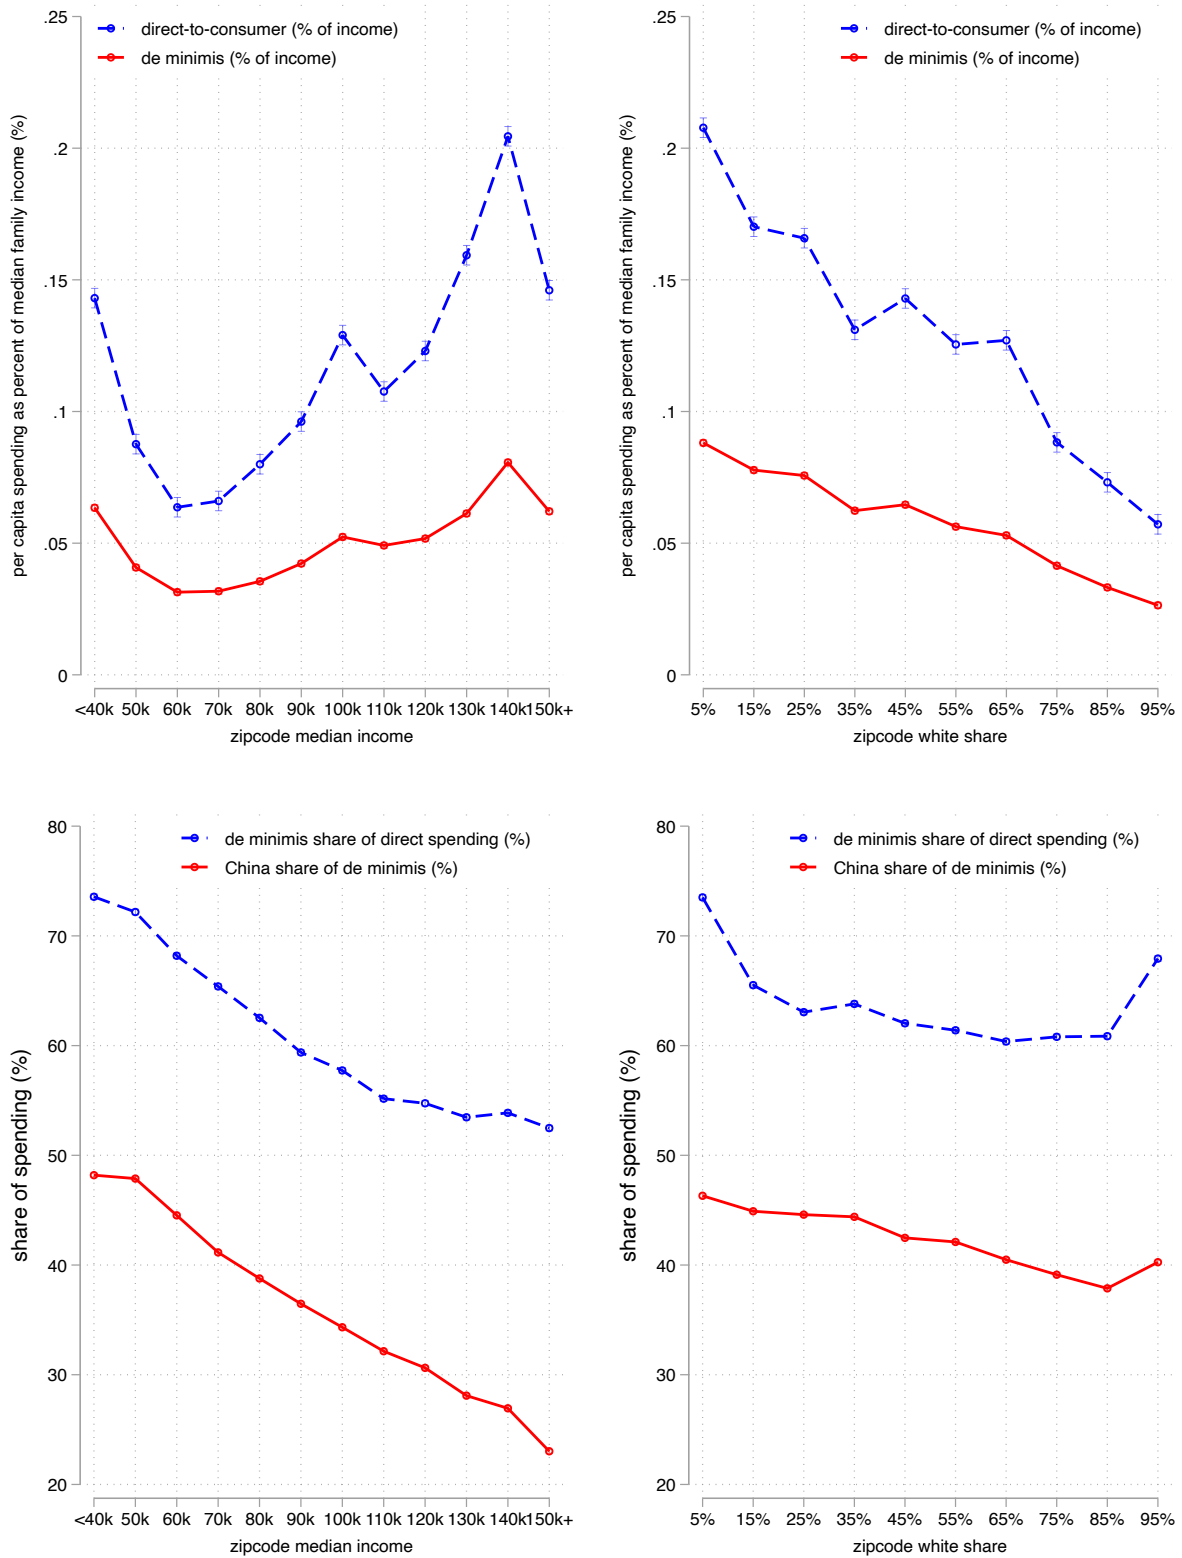 direct-to-consumer (% of income)
de minimis (% of income)
per capita spending as percent of median family income (%)
.25
.2
.15
.1
.05
0
<40k 50k 60k 70k 80k 90k 100k 110k 120k 130k 140k 150k+
zipcode median income
direct-to-consumer (% of income)
de minimis (% of income)
per capita spending as percent of median family income (%)
.25
.2
.15
.1
.05
0
5% 15% 25% 35% 45% 55% 65% 75% 85% 95%
zipcode white share
de minimis share of direct spending (%)
China share of de minimis (%)
share of spending (%)
80
70
60
50
40
30
20
<40k 50k 60k 70k 80k 90k 100k 110k 120k 130k 140k 150k+
zipcode median income
de minimis share of direct spending (%)
China share of de minimis (%)
share of spending (%)
80
70
60
50
40
30
20
5% 15% 25% 35% 45% 55% 65% 75% 85% 95%
zipcode white share